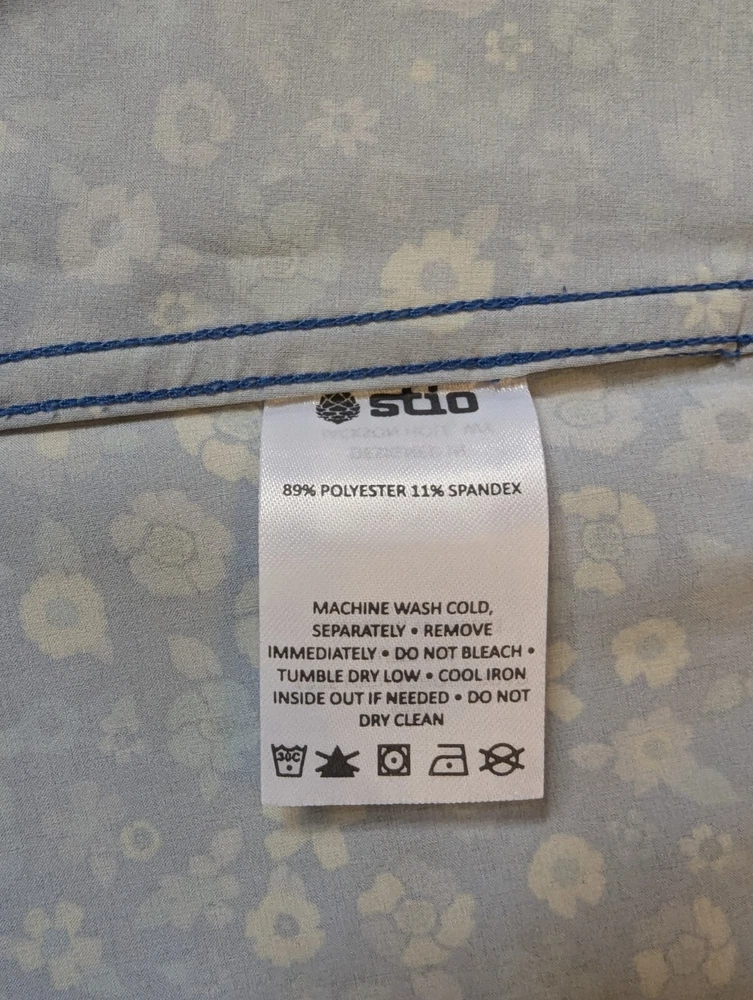 stio
89% POLYESTER 11% SPANDEX
MACHINE WASH COLD,
SEPARATELY • REMOVE
IMMEDIATELY • DO NOT BLEACH •
TUMBLE DRY LOW • COOL IRON
INSIDE OUT IF NEEDED • DO NOT
DRY CLEAN
30C